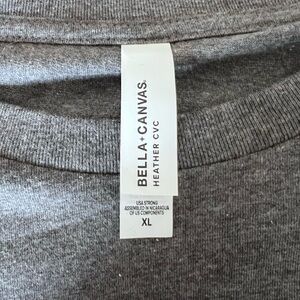 BELLA+CANVAS®
HEATHER CVC
USA STRONG
ASSEMBLED IN NICARAGUA
OF US COMPONENTS
XL